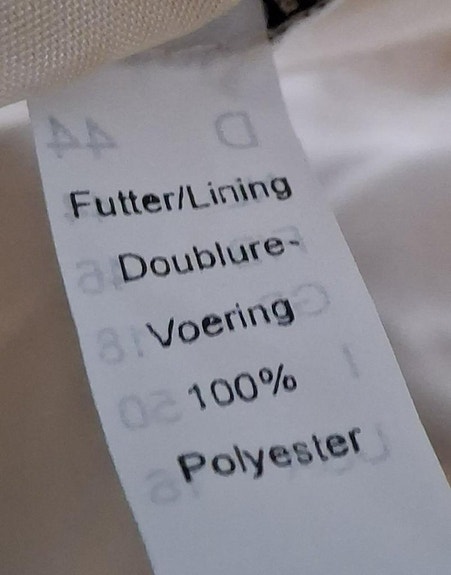 Futter/Lining
Doublure-
Voering
100%
Polyester